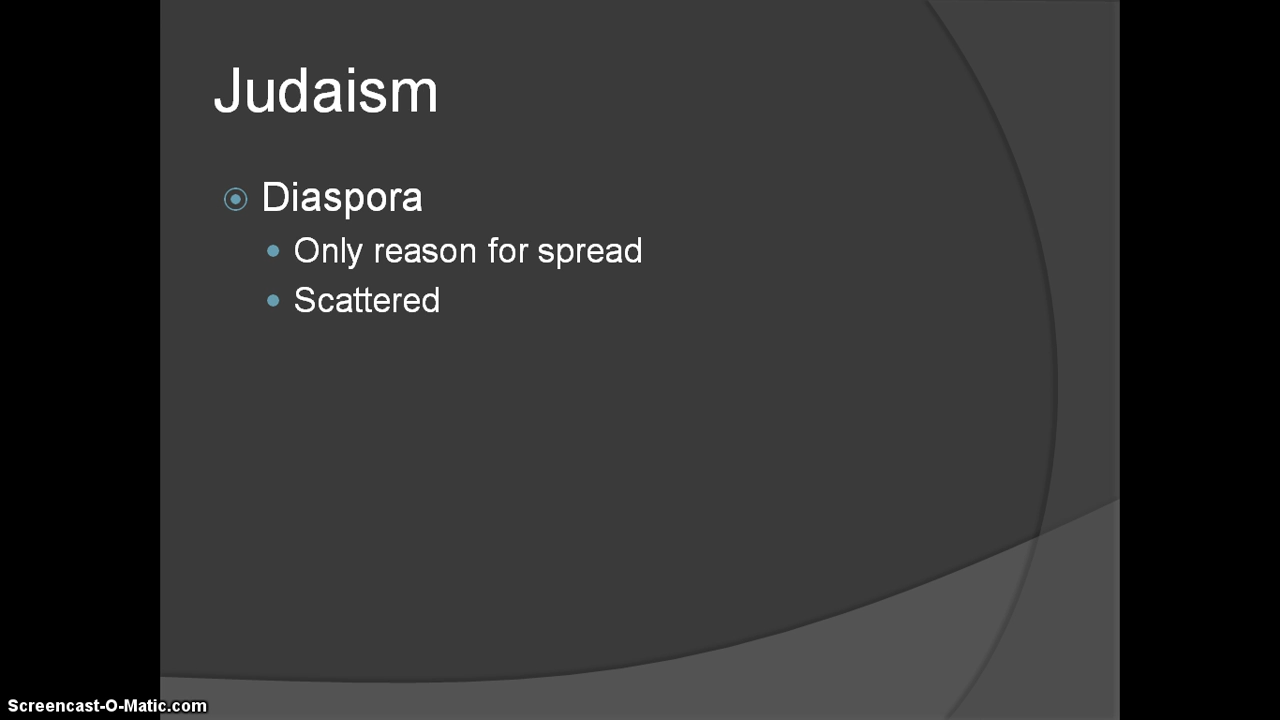 Judaism
Diaspora
Only reason for spread
Scattered
Screencast-O-Matic.com